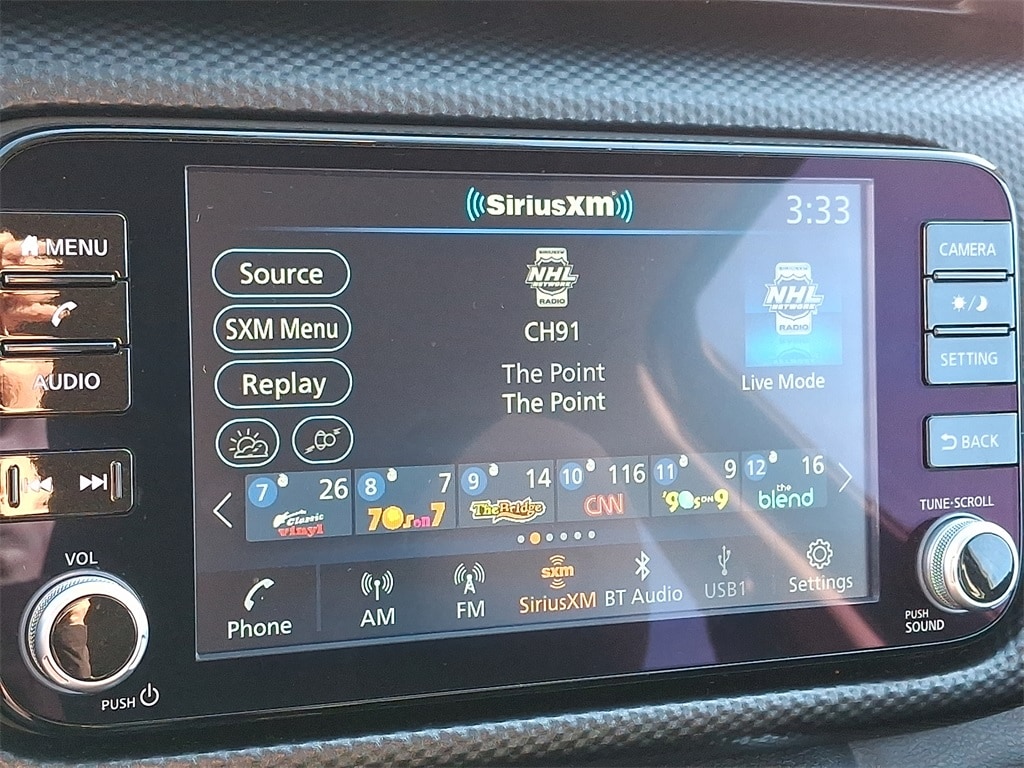 SiriusXM
3:33
MENU
AUDIO
VOL
PUSH
Source
SXM Menu
Replay
NHL
NETWORK
RADIO
CH91
The Point
The Point
NHL
NETWORK
RADIO
Live Mode
7 26
Classic
vinyl
8 7
70s on 7
9 14
The Bridge
10 116
CNN
11 9
'90s ON 9
12 16
the
blend
Phone
AM
FM
sxm
SiriusXM
BT Audio
USB1
Settings
CAMERA
SETTING
BACK
TUNE·SCROLL
PUSH
SOUND